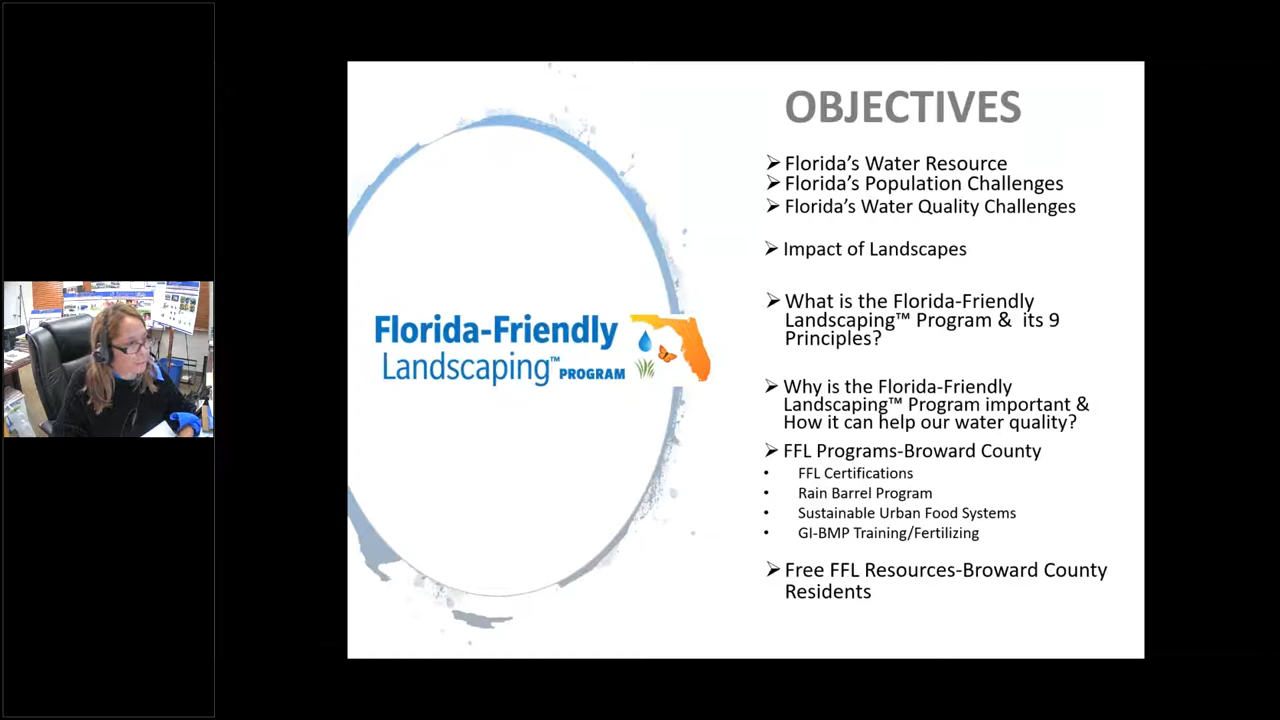 OBJECTIVES
Florida-Friendly
Landscaping™ PROGRAM
➢ Florida's Water Resource
➢ Florida's Population Challenges
➢ Florida's Water Quality Challenges
➢ Impact of Landscapes
➢ What is the Florida-Friendly
Landscaping™ Program & its 9
Principles?
➢ Why is the Florida-Friendly
Landscaping™ Program important &
How it can help our water quality?
➢ FFL Programs-Broward County
• FFL Certifications
• Rain Barrel Program
• Sustainable Urban Food Systems
• GI-BMP Training/Fertilizing
➢ Free FFL Resources-Broward County
Residents